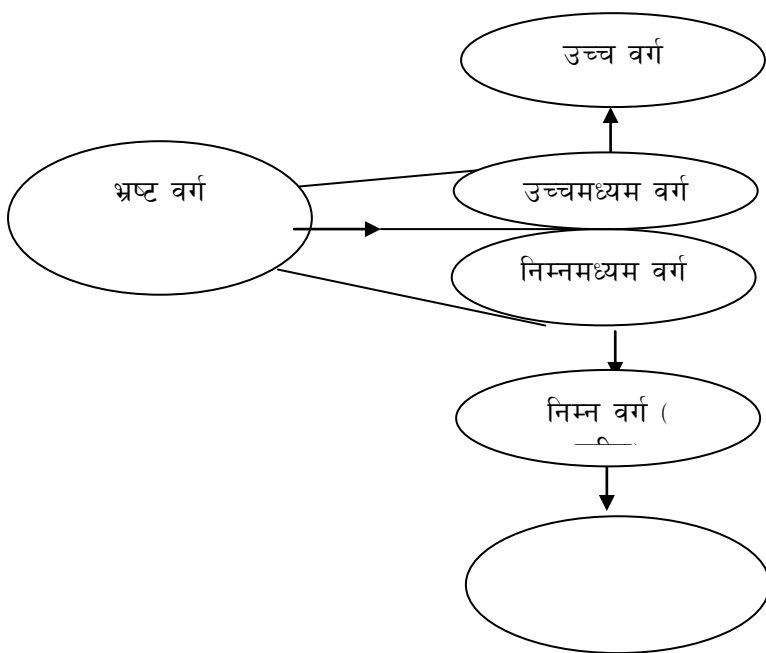 उच्च वर्ग
भ्रष्ट वर्ग
उच्चमध्यम वर्ग
निम्नमध्यम वर्ग
निम्न वर्ग (